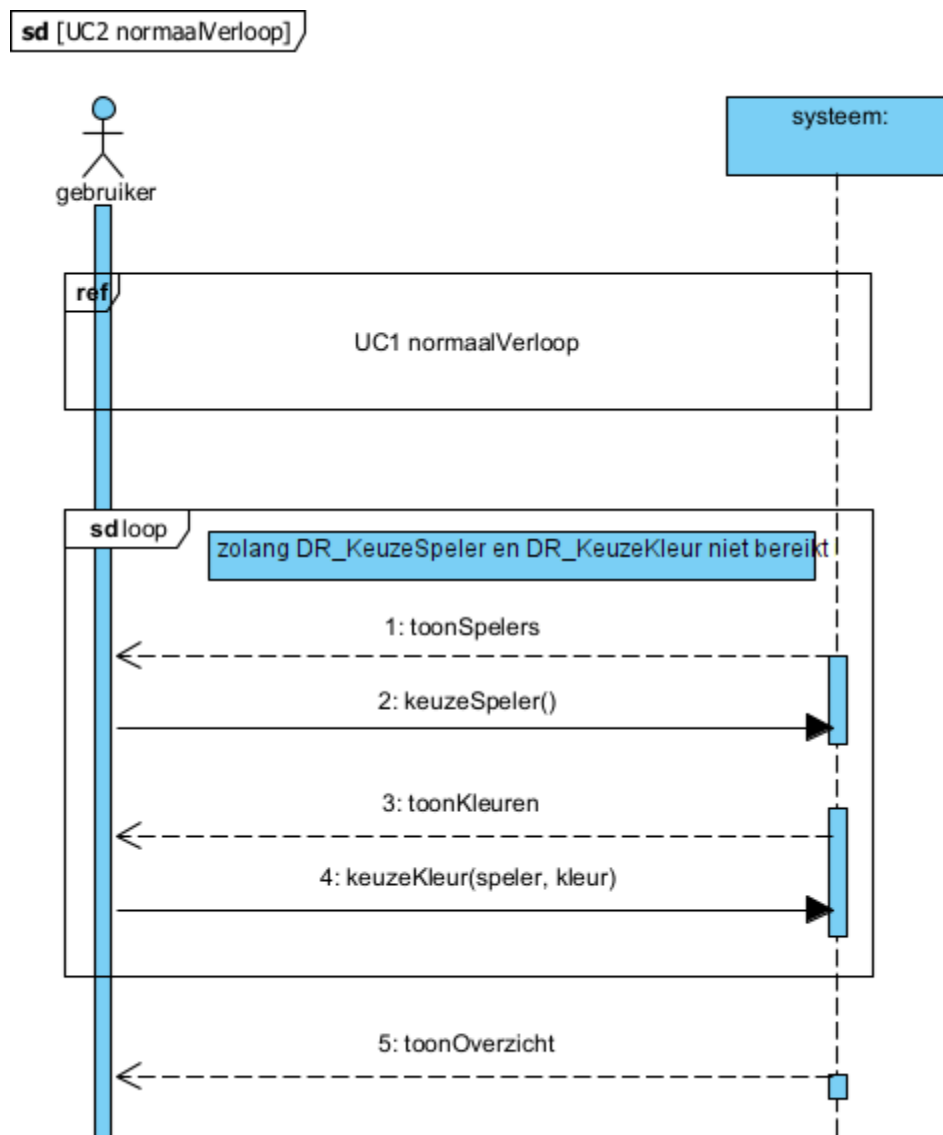 sd [UC2 normaalVerloop]
gebruiker
systeem:
ref
UC1 normaalVerloop
sd loop
zolang DR_KeuzeSpeler en DR_KeuzeKleur niet bereikt
1: toonSpelers
2: keuzeSpeler()
3: toonKleuren
4: keuzeKleur(speler, kleur)
5: toonOverzicht